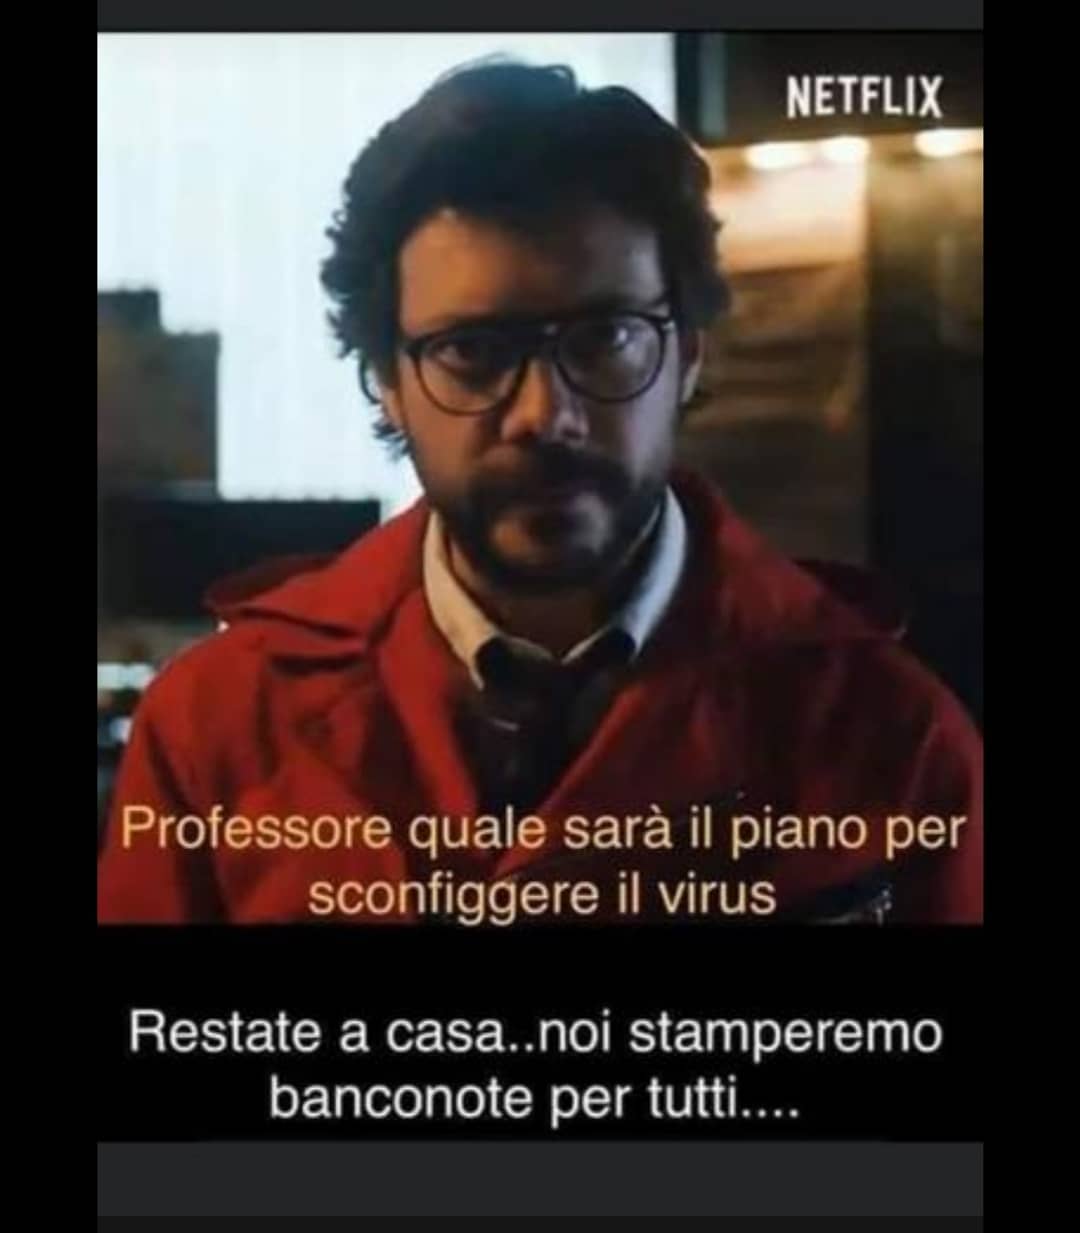 NETFLIX
Professore quale sarà il piano per
sconfiggere il virus
Restate a casa..noi stamperemo
banconote per tutti....